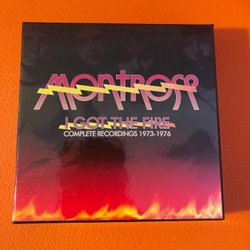 Montrose
I GOT THE FIRE
COMPLETE RECORDINGS 1973-1976